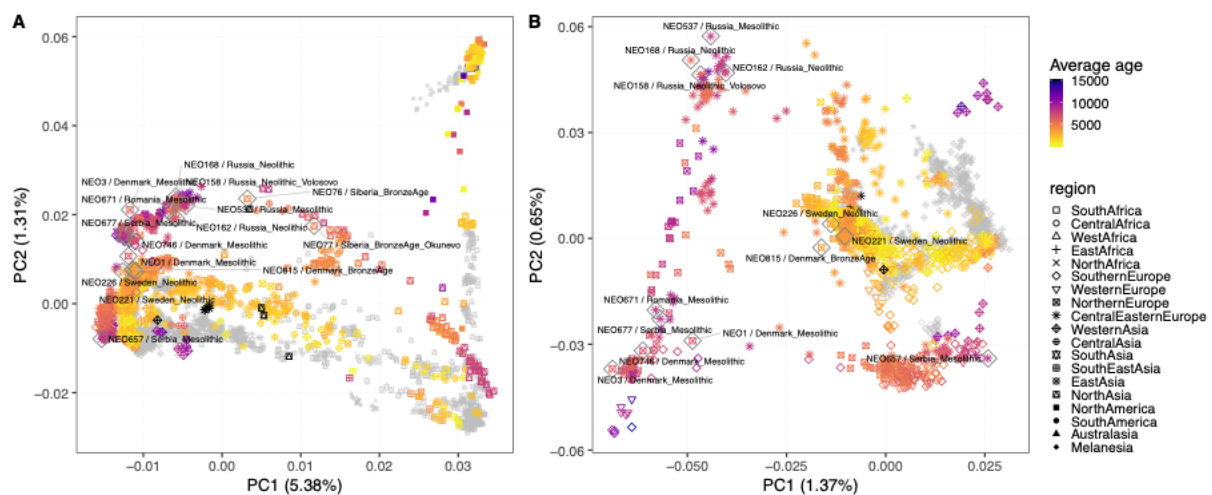 A
0.06
0.04
0.02
0.00
−0.02
PC2 (1.31%)
NEO168 / Russia_Neolithic
NEO3 / Denmark_Mesolithic
NEO158 / Russia_Neolithic_Volosovo
NEO76 / Siberia_BronzeAge
NEO671 / Romania_Mesolithic
NEO537 / Russia_Mesolithic
NEO677 / Serbia_Mesolithic
NEO162 / Russia_Neolithic
NEO746 / Denmark_Mesolithic
NEO77 / Siberia_BronzeAge_Okunevo
NEO1 / Denmark_Mesolithic
NEO815 / Denmark_BronzeAge
NEO226 / Sweden_Neolithic
NEO221 / Sweden_Neolithic
NEO657 / Serbia_Mesolithic
−0.01
0.00
0.01
0.02
0.03
PC1 (5.38%)
B
0.06
0.03
0.00
−0.03
−0.06
PC2 (0.65%)
NEO537 / Russia_Mesolithic
NEO168 / Russia_Neolithic
NEO162 / Russia_Neolithic
NEO158 / Russia_Neolithic_Volosovo
NEO226 / Sweden_Neolithic
NEO221 / Sweden_Neolithic
NEO815 / Denmark_BronzeAge
NEO671 / Romania_Mesolithic
NEO677 / Serbia_Mesolithic
NEO1 / Denmark_Mesolithic
NEO746 / Denmark_Mesolithic
NEO657 / Serbia_Mesolithic
NEO3 / Denmark_Mesolithic
−0.050
−0.025
0.000
0.025
PC1 (1.37%)
Average age
15000
10000
5000
region
SouthAfrica
CentralAfrica
WestAfrica
EastAfrica
NorthAfrica
SouthernEurope
WesternEurope
NorthernEurope
CentralEasternEurope
WesternAsia
CentralAsia
SouthAsia
SouthEastAsia
EastAsia
NorthAsia
NorthAmerica
SouthAmerica
Australasia
Melanesia